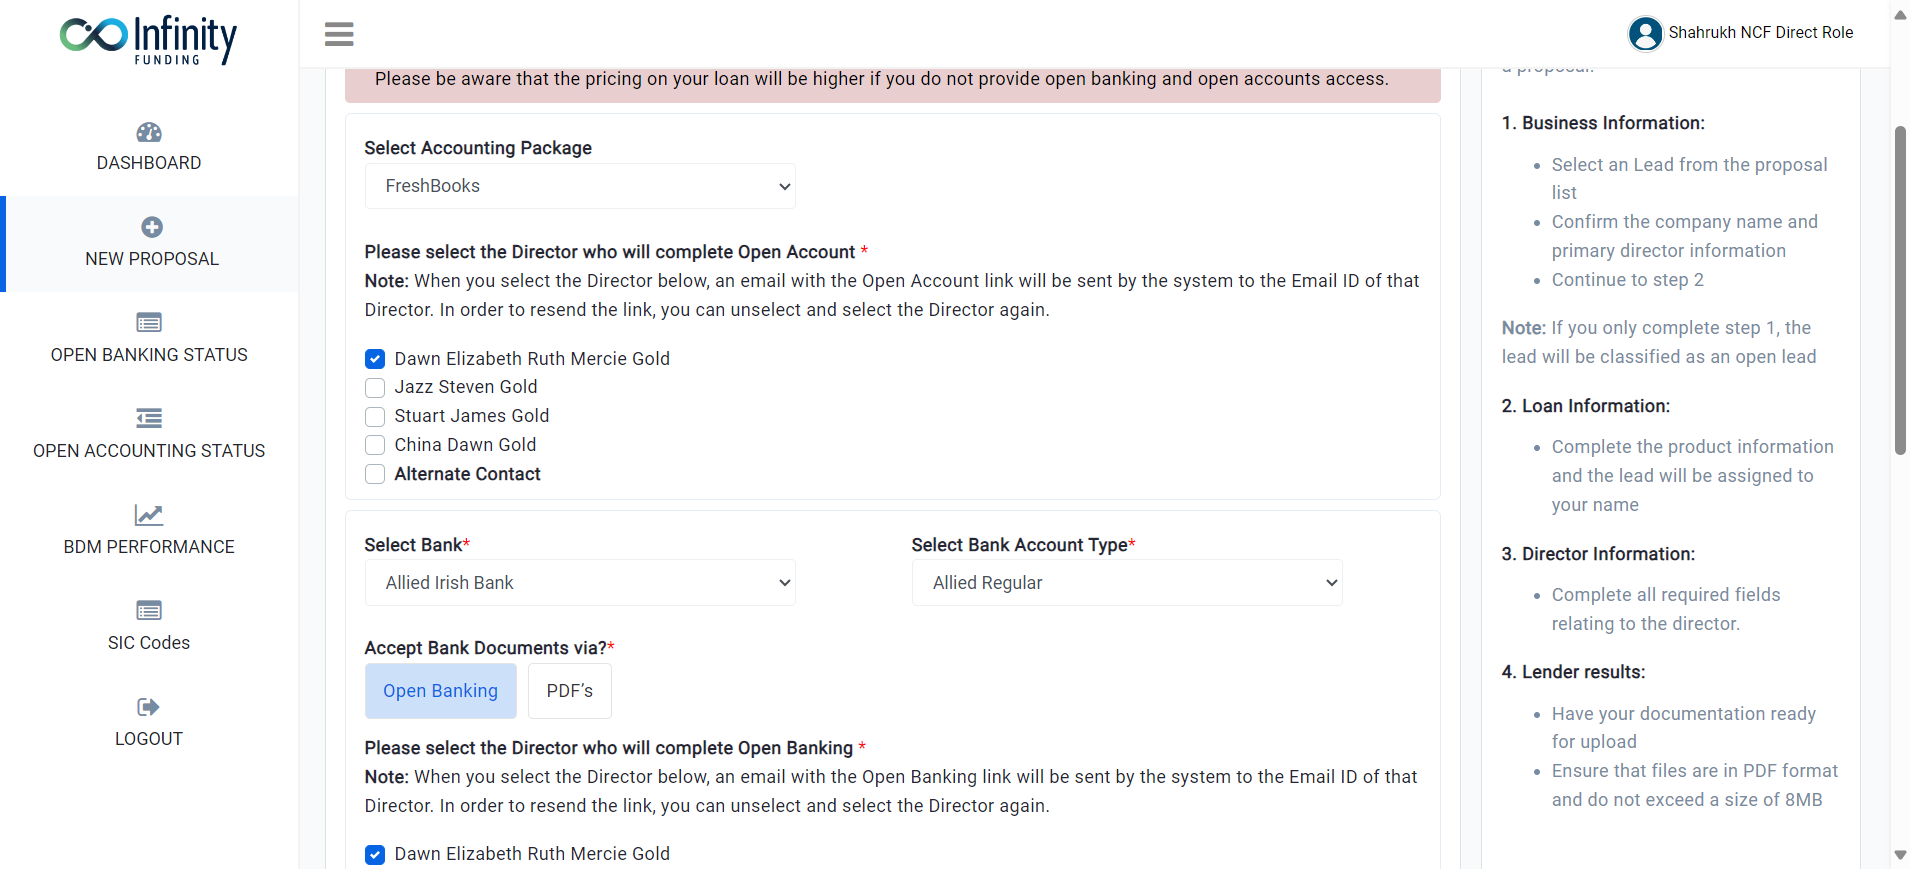 Infinity
FUNDING
DASHBOARD
NEW PROPOSAL
OPEN BANKING STATUS
OPEN ACCOUNTING STATUS
BDM PERFORMANCE
SIC Codes
LOGOUT
Shahrukh NCF Direct Role
Please be aware that the pricing on your loan will be higher if you do not provide open banking and open accounts access.
Select Accounting Package
FreshBooks
Please select the Director who will complete Open Account *
Note: When you select the Director below, an email with the Open Account link will be sent by the system to the Email ID of that
Director. In order to resend the link, you can unselect and select the Director again.
Dawn Elizabeth Ruth Mercie Gold
Jazz Steven Gold
Stuart James Gold
China Dawn Gold
Alternate Contact
Select Bank*
Allied Irish Bank
Select Bank Account Type*
Allied Regular
Accept Bank Documents via?*
Open Banking
PDF’s
Please select the Director who will complete Open Banking *
Note: When you select the Director below, an email with the Open Banking link will be sent by the system to the Email ID of that
Director. In order to resend the link, you can unselect and select the Director again.
Dawn Elizabeth Ruth Mercie Gold
a proposal.
1. Business Information:
Select an Lead from the proposal
list
Confirm the company name and
primary director information
Continue to step 2
Note: If you only complete step 1, the
lead will be classified as an open lead
2. Loan Information:
Complete the product information
and the lead will be assigned to
your name
3. Director Information:
Complete all required fields
relating to the director.
4. Lender results:
Have your documentation ready
for upload
Ensure that files are in PDF format
and do not exceed a size of 8MB